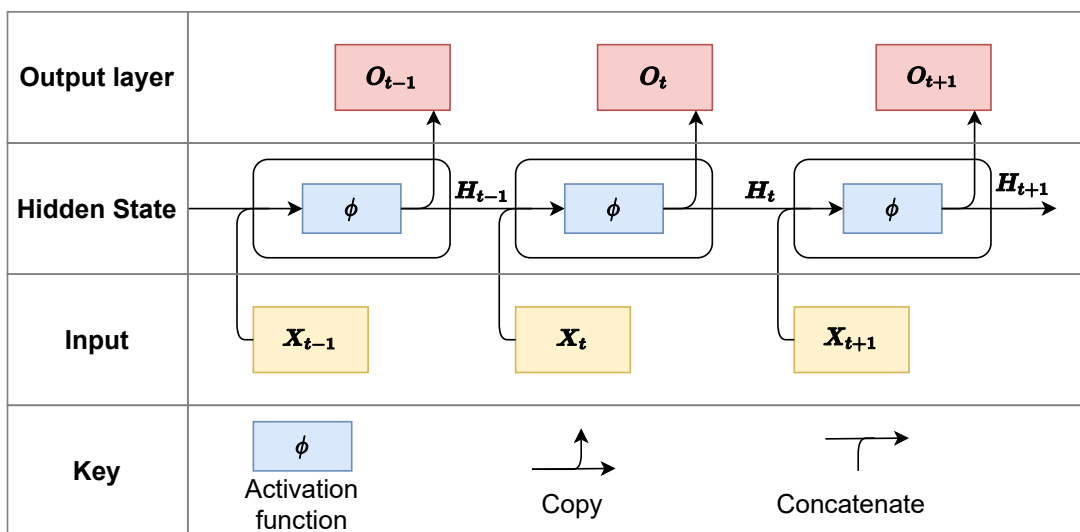 Output layer
O_{t−1}
O_t
O_{t+1}
Hidden State
ϕ
H_{t−1}
ϕ
H_t
ϕ
H_{t+1}
Input
X_{t−1}
X_t
X_{t+1}
Key
ϕ
Activation
function
Copy
Concatenate